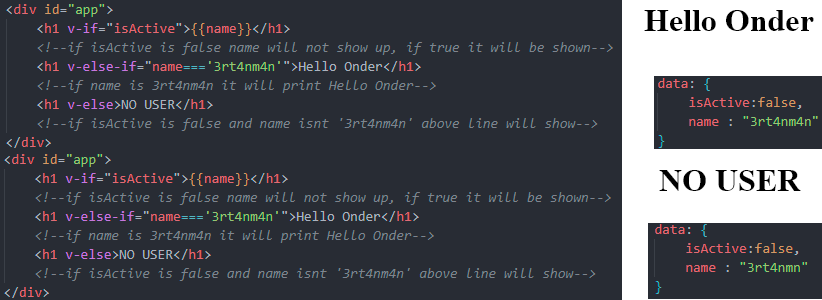 <div id="app">
<h1 v-if="isActive">{{name}}</h1>
<!--if isActive is false name will not show up, if true it will be shown-->
<h1 v-else-if="name==='3rt4nm4n'">Hello Onder</h1>
<!--if name is 3rt4nm4n it will print Hello Onder-->
<h1 v-else>NO USER</h1>
<!--if isActive is false and name isnt '3rt4nm4n' above line will show-->
</div>
<div id="app">
<h1 v-if="isActive">{{name}}</h1>
<!--if isActive is false name will not show up, if true it will be shown-->
<h1 v-else-if="name==='3rt4nm4n'">Hello Onder</h1>
<!--if name is 3rt4nm4n it will print Hello Onder-->
<h1 v-else>NO USER</h1>
<!--if isActive is false and name isnt '3rt4nm4n' above line will show-->
</div>
Hello Onder
data: {
isActive:false,
name : "3rt4nm4n"
}
NO USER
data: {
isActive:false,
name : "3rt4nmn"
}